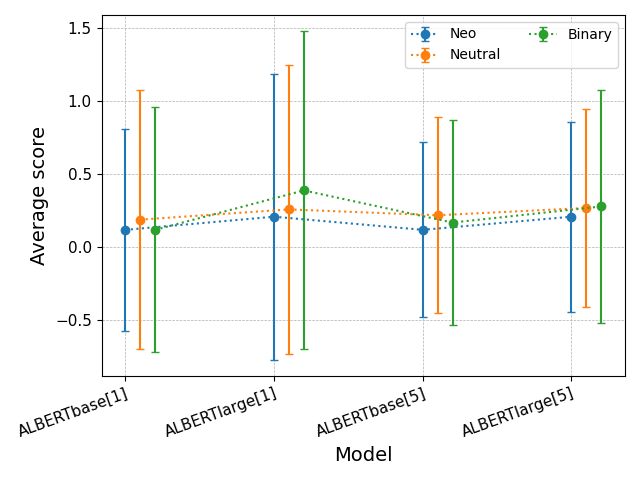 Neo
Neutral
Binary
1.5
1.0
0.5
0.0
−0.5
Average score
ALBERTbase[1]
ALBERTlarge[1]
ALBERTbase[5]
ALBERTlarge[5]
Model